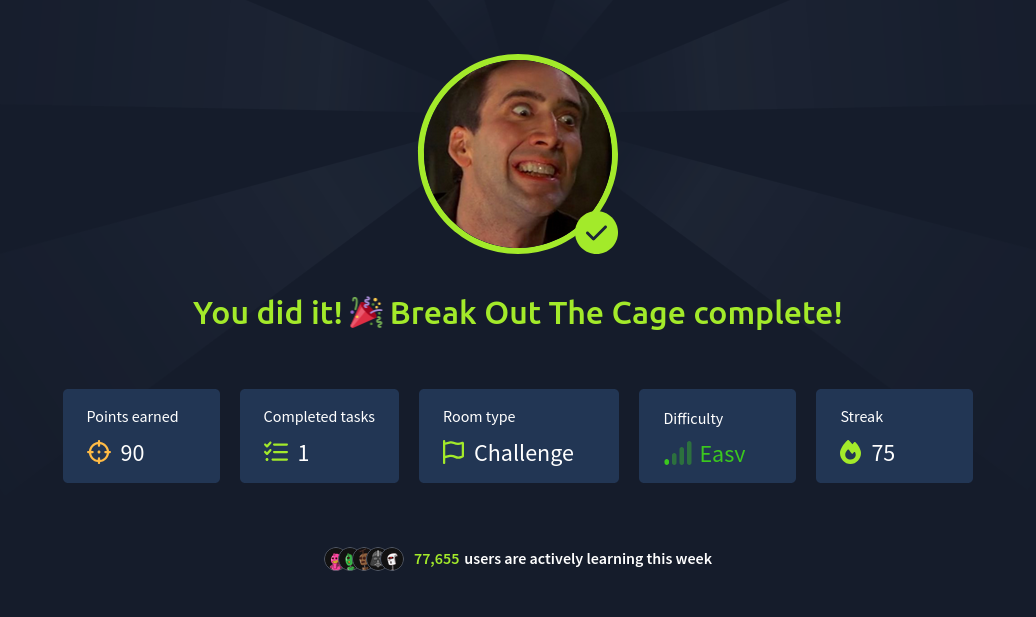 You did it! 🎉 Break Out The Cage complete!
Points earned
90
Completed tasks
1
Room type
Challenge
Difficulty
Easy
Streak
75
77,655 users are actively learning this week